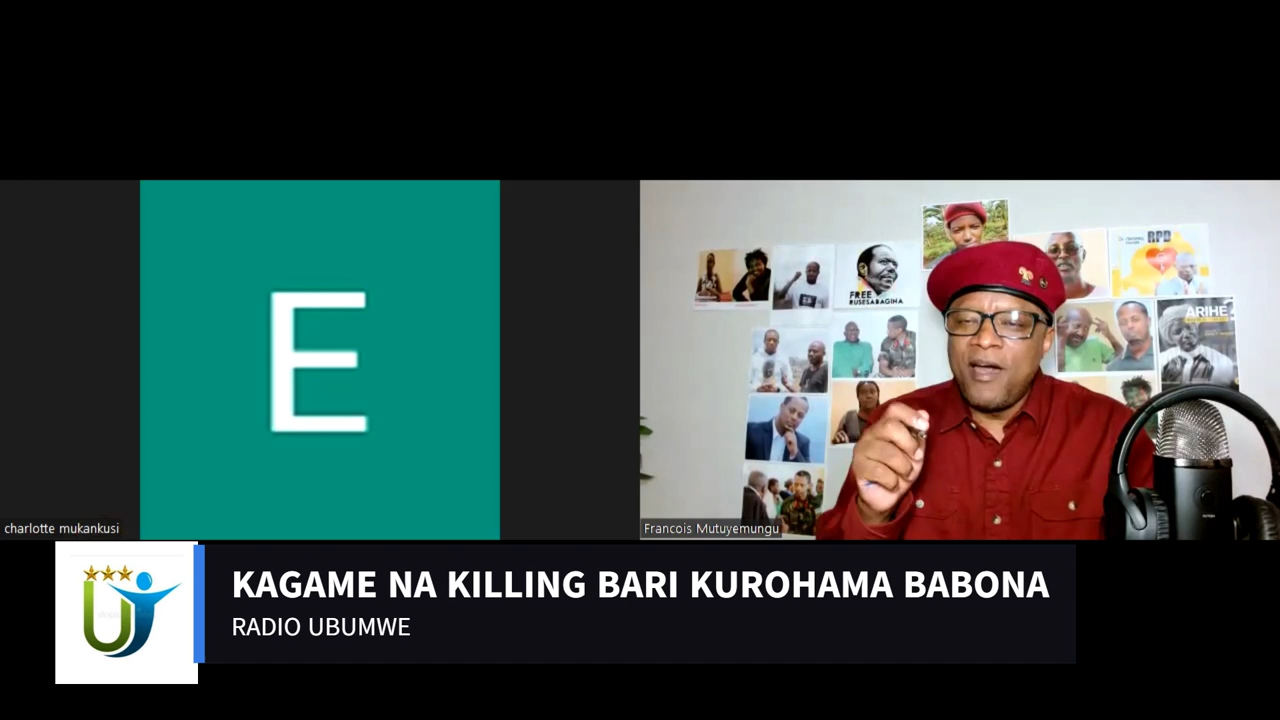 E
charlotte mukankusi
FREE
RUSESABAGINA
RPD
ARIHE
Francois Mutuyemungu
U
KAGAME NA KILLING BARI KUROHAMA BABONA
RADIO UBUMWE